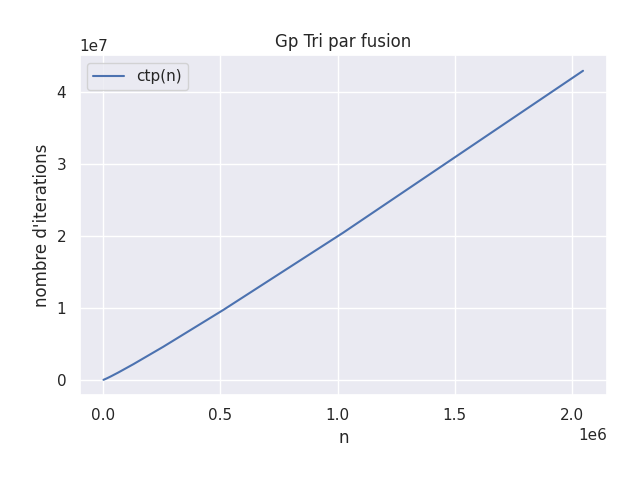 Gp Tri par fusion
1e7
ctp(n)
4
3
2
1
0
nombre d'iterations
0.0 0.5 1.0 1.5 2.0
1e6
n